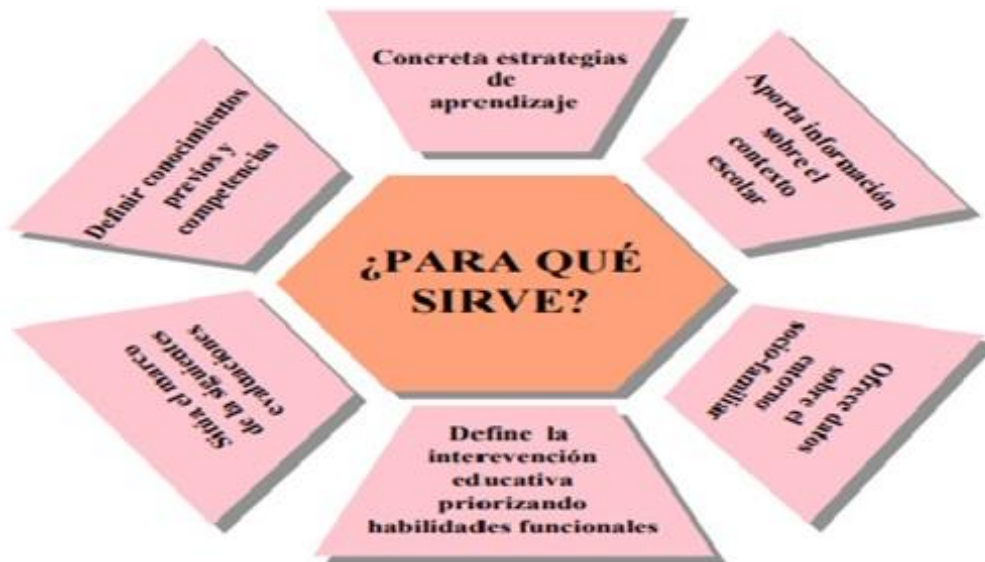 Concreta estrategias
de
aprendizaje
Aporta información
sobre el
contexto
escolar
Ofrece datos
sobre el
entorno
socio-familiar
Define la
interevención
educativa
priorizando
habilidades funcionales
Sitúa el marco
de la siguientes
evaluaciones
Definir conocimientos
previos y
competencias
¿PARA QUÉ
SIRVE?